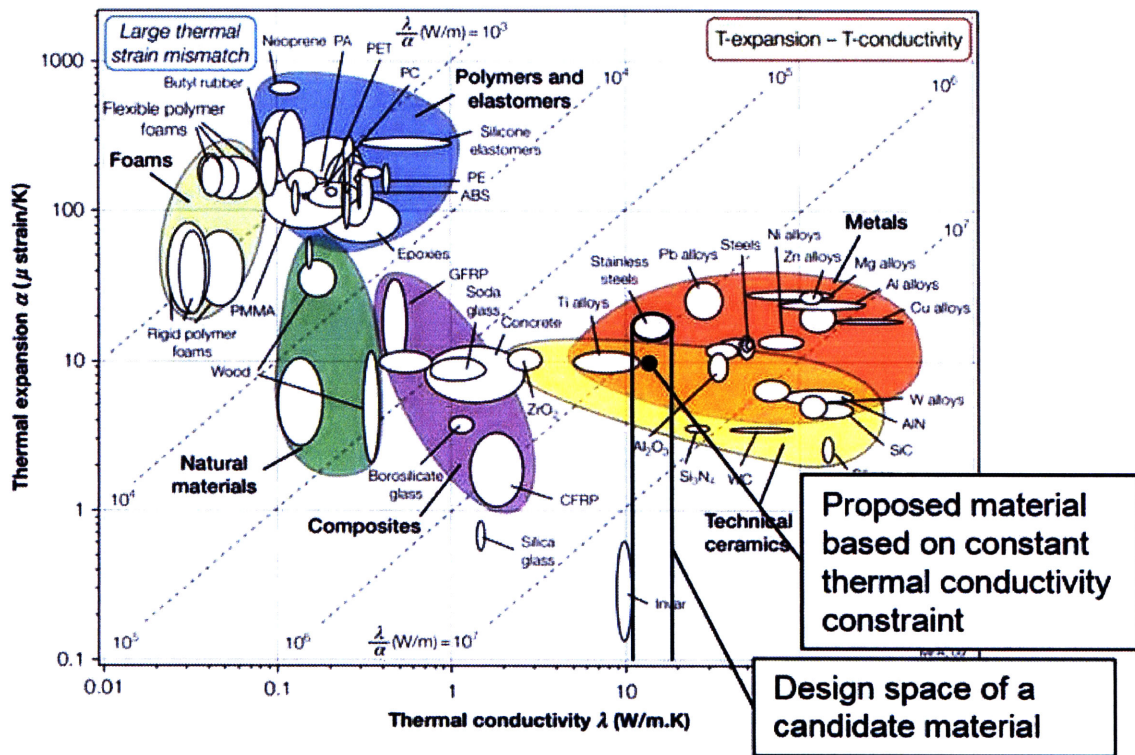 Large thermal
strain mismatch
T-expansion – T-conductivity
λ/α (W/m) = 10³
10⁴
10⁵
10⁶
10⁷
Neoprene
PA
PET
PC
Butyl rubber
Polymers and
elastomers
Flexible polymer
foams
Foams
Silicone
elastomers
PE
ABS
Epoxies
PMMA
Rigid polymer
foams
Wood
Natural
materials
GFRP
Soda
glass
Concrete
ZrO₂
Borosilicate
glass
CFRP
Composites
Silica
glass
Metals
Ni alloys
Steels
Zn alloys
Pb alloys
Mg alloys
Stainless
steels
Al alloys
Ti alloys
Cu alloys
W alloys
AlN
SiC
Al₂O₃
Si₃N₄
WC
Technical
ceramics
Invar
10⁴
10⁵
10⁶
λ/α (W/m) = 10⁷
Proposed material
based on constant
thermal conductivity
constraint
Design space of a
candidate material
Thermal expansion α (μ strain/K)
1000
100
10
1
0.1
0.01
0.1
1
10
100
1000
Thermal conductivity λ (W/m.K)